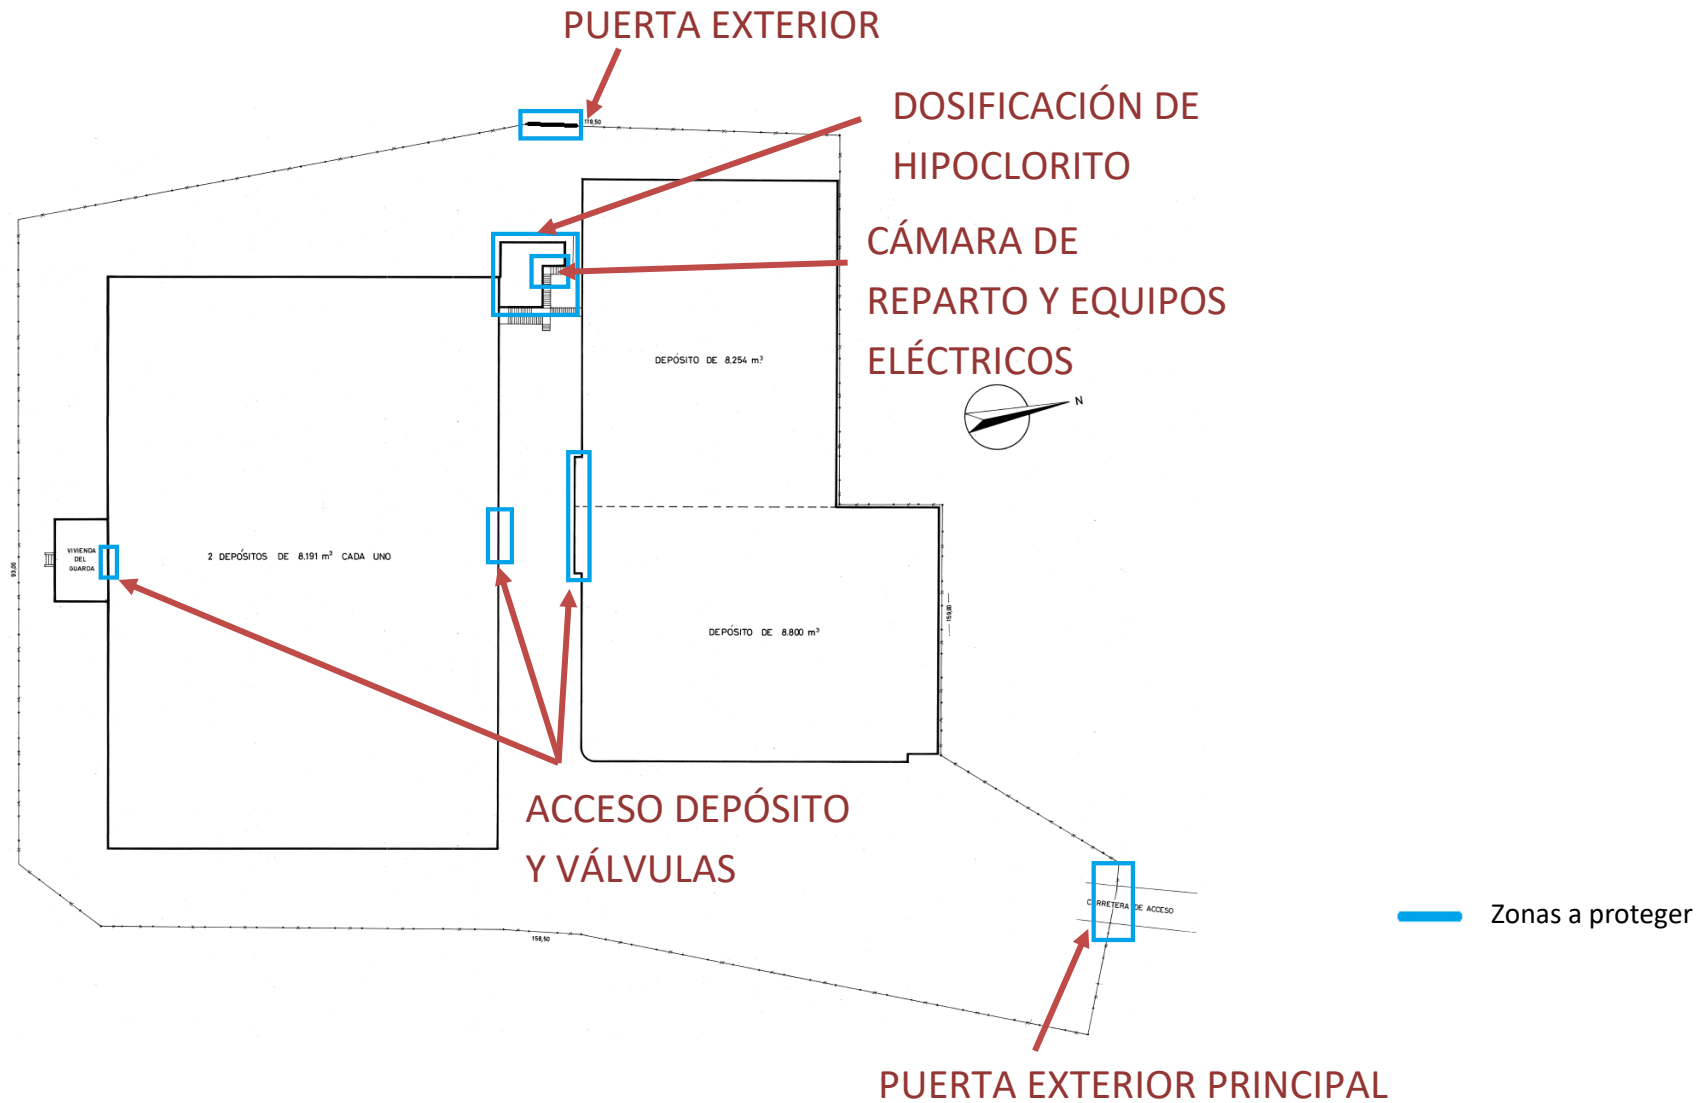 PUERTA EXTERIOR
DOSIFICACIÓN DE
HIPOCLORITO
119,50
CÁMARA DE
REPARTO Y EQUIPOS
ELÉCTRICOS
DEPÓSITO DE 8.254 m.³
N
VIVIENDA
DEL
GUARDA
2 DEPÓSITOS DE 8.191 m³ CADA UNO
93,00
159,80
DEPÓSITO DE 8.800 m³
ACCESO DEPÓSITO
Y VÁLVULAS
CARRETERA DE ACCESO
Zonas a proteger
158,50
PUERTA EXTERIOR PRINCIPAL